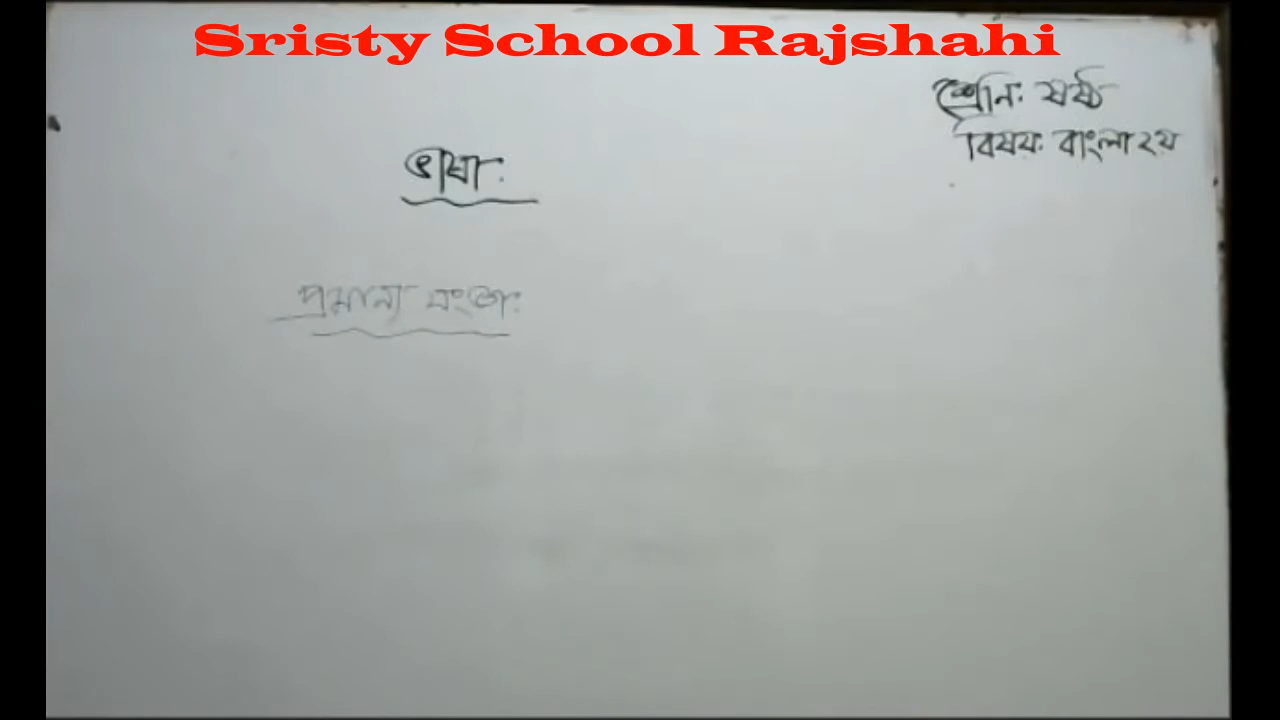 Sristy School Rajshahi
শ্রেনি: ষষ্ঠ
বিষয়: বাংলা ২য়
ভাষা:
প্রমান্য সংজ্ঞা: